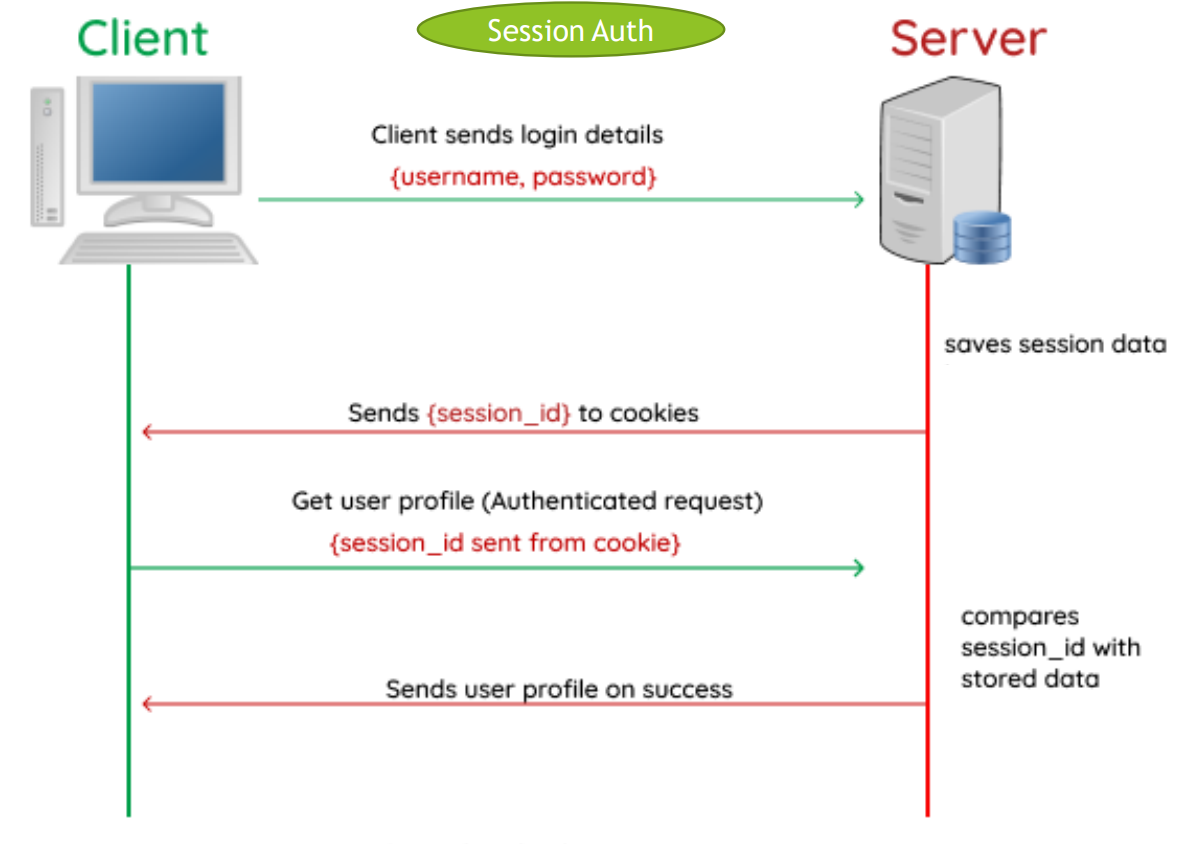 Client
Session Auth
Server
Client sends login details
{username, password}
saves session data
Sends {session_id} to cookies
Get user profile (Authenticated request)
{session_id sent from cookie}
compares
session_id with
stored data
Sends user profile on success